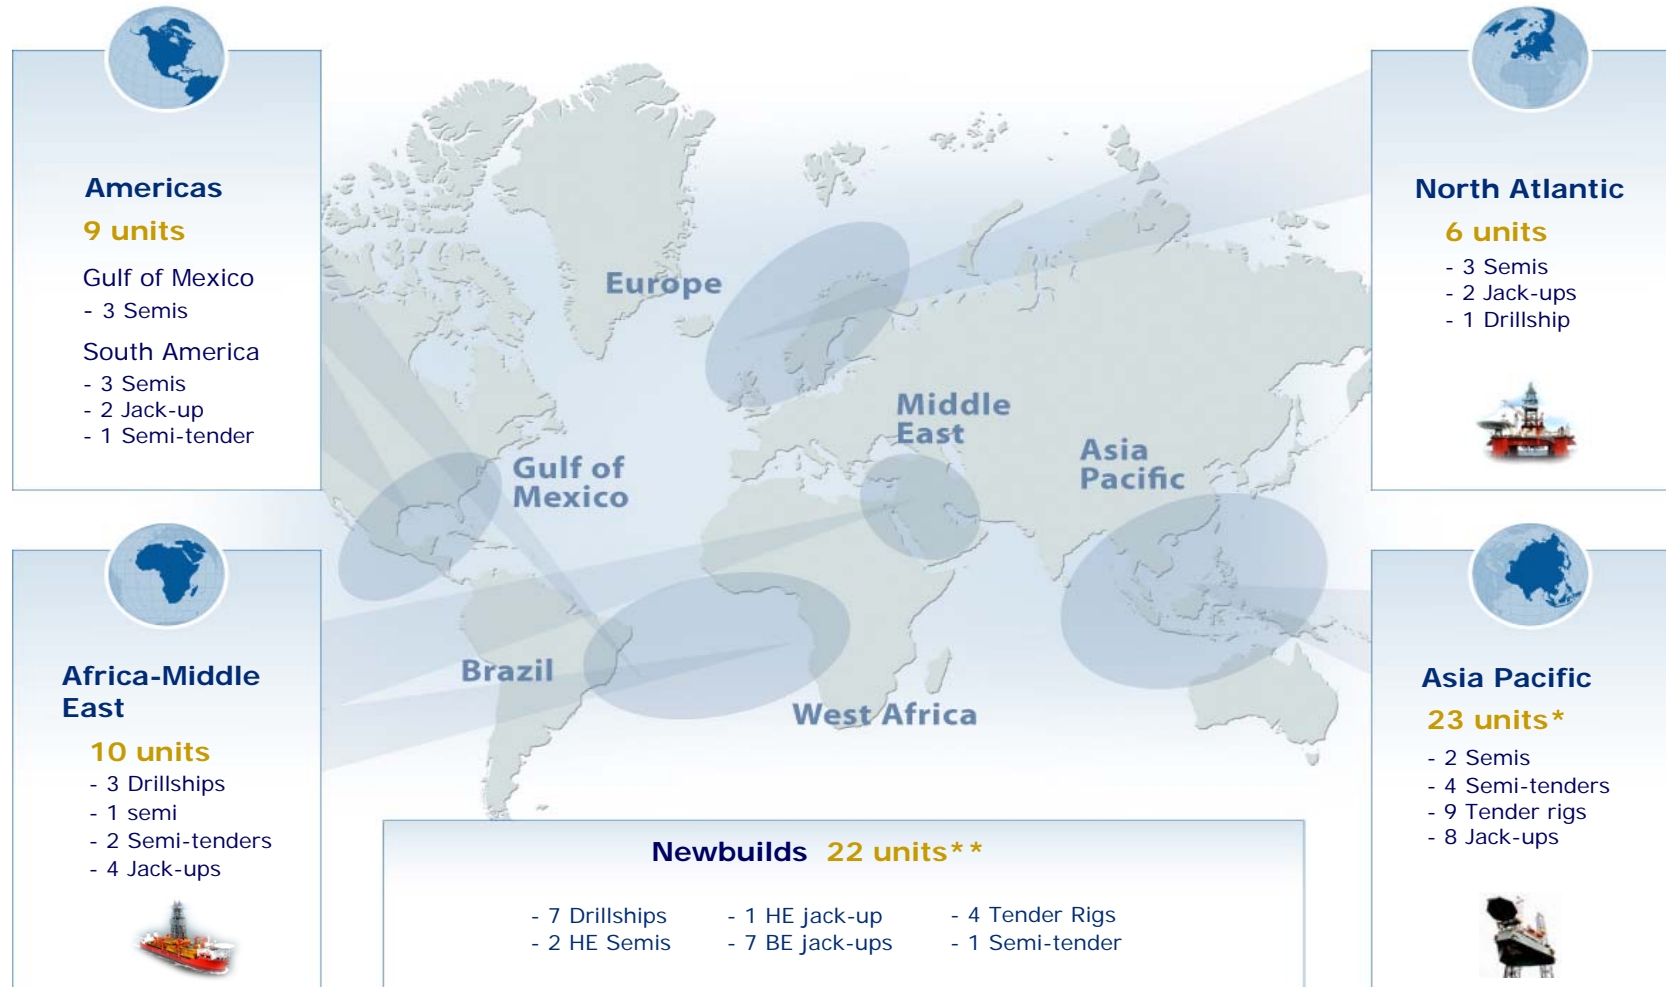 Americas
9 units
Gulf of Mexico
- 3 Semis
South America
- 3 Semis
- 2 Jack-up
- 1 Semi-tender
Africa-Middle
East
10 units
- 3 Drillships
- 1 semi
- 2 Semi-tenders
- 4 Jack-ups
Europe
Gulf of
Mexico
Middle
East
Asia
Pacific
Brazil
West Africa
North Atlantic
6 units
- 3 Semis
- 2 Jack-ups
- 1 Drillship
Asia Pacific
23 units*
- 2 Semis
- 4 Semi-tenders
- 9 Tender rigs
- 8 Jack-ups
Newbuilds 22 units**
- 7 Drillships
- 2 HE Semis
- 1 HE jack-up
- 7 BE jack-ups
- 4 Tender Rigs
- 1 Semi-tender